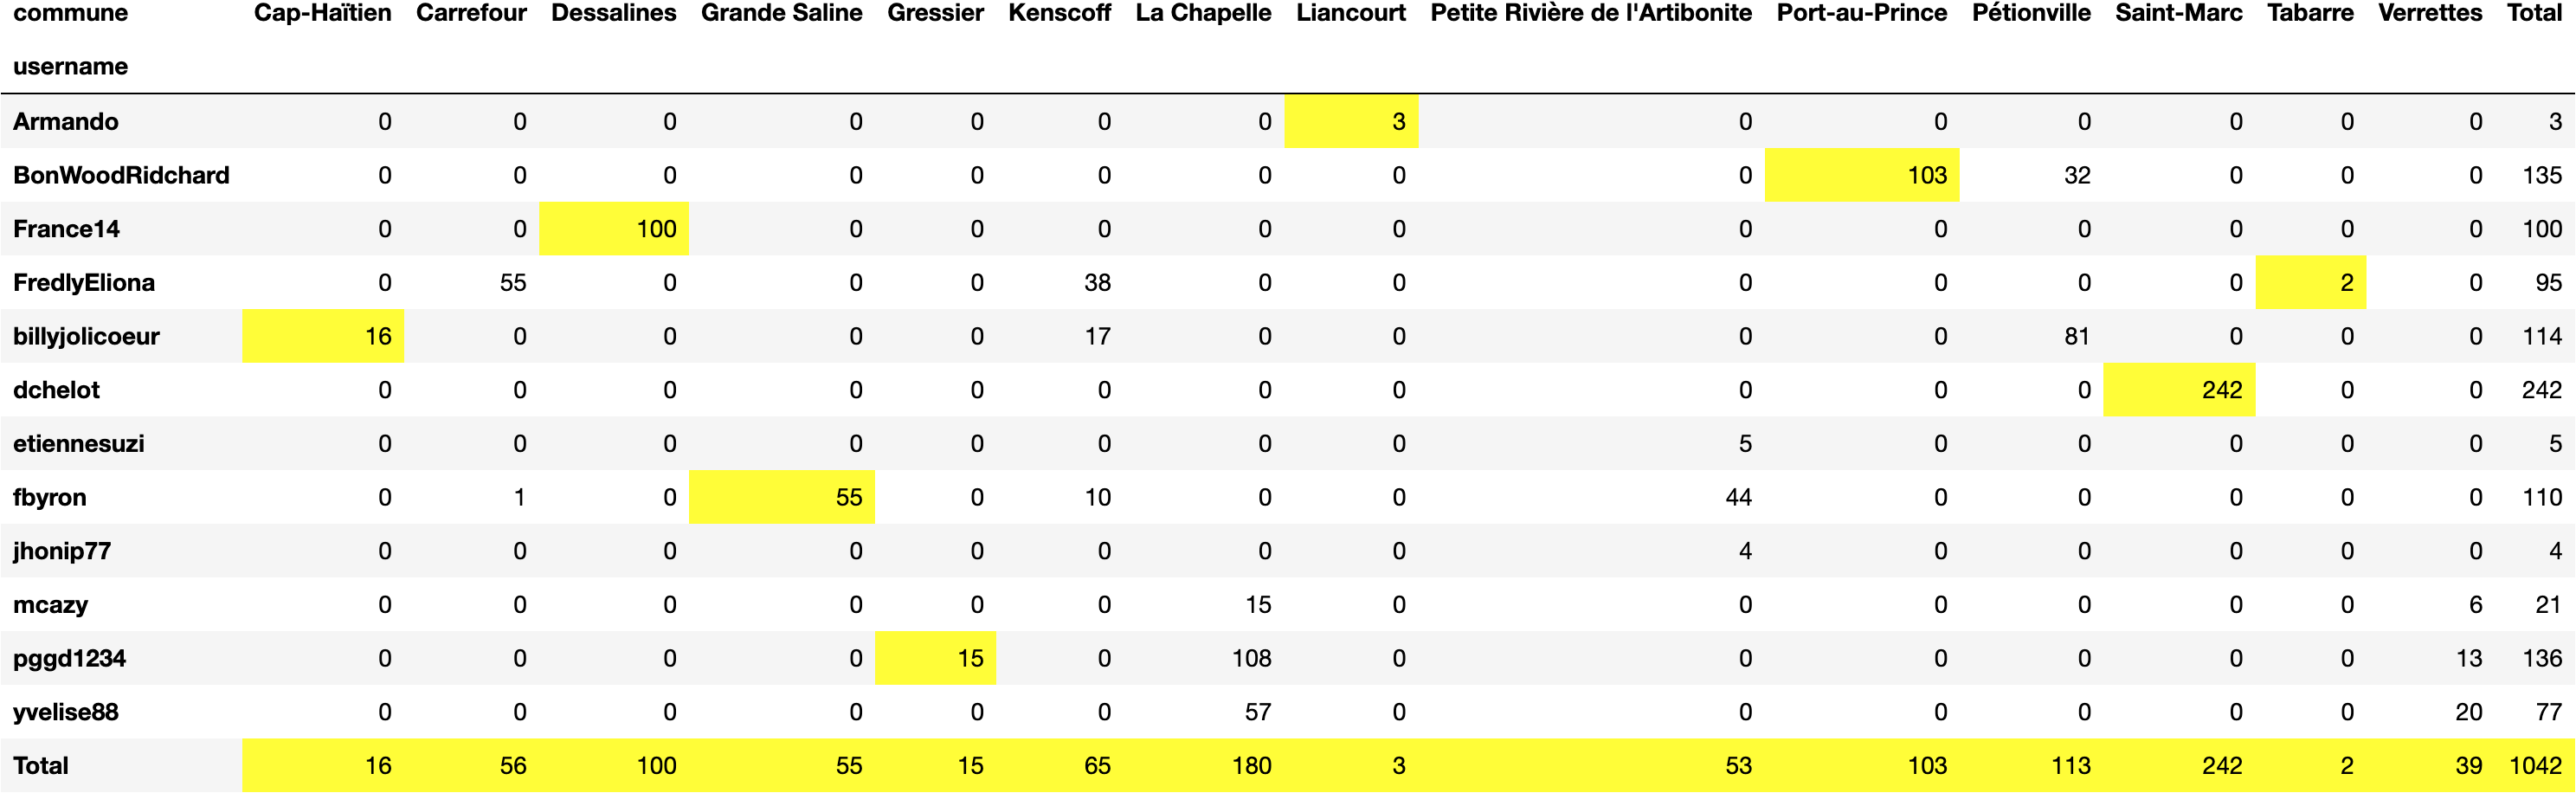 commune Cap-Haïtien Carrefour Dessalines Grande Saline Gressier Kenscoff La Chapelle Liancourt Petite Rivière de l'Artibonite Port-au-Prince Pétionville Saint-Marc Tabarre Verrettes Total
username
Armando 0 0 0 0 0 0 0 3 0 0 0 0 0 0 3
BonWoodRidchard 0 0 0 0 0 0 0 0 0 103 32 0 0 0 135
France14 0 0 100 0 0 0 0 0 0 0 0 0 0 0 100
FredlyEliona 0 55 0 0 0 38 0 0 0 0 0 0 2 0 95
billyjolicoeur 16 0 0 0 0 17 0 0 0 0 81 0 0 0 114
dchelot 0 0 0 0 0 0 0 0 0 0 0 242 0 0 242
etiennesuzi 0 0 0 0 0 0 0 0 5 0 0 0 0 0 5
fbyron 0 1 0 55 0 10 0 0 44 0 0 0 0 0 110
jhonip77 0 0 0 0 0 0 0 0 4 0 0 0 0 0 4
mcazy 0 0 0 0 0 0 15 0 0 0 0 0 0 6 21
pggd1234 0 0 0 0 15 0 108 0 0 0 0 0 0 13 136
yvelise88 0 0 0 0 0 0 57 0 0 0 0 0 0 20 77
Total 16 56 100 55 15 65 180 3 53 103 113 242 2 39 1042